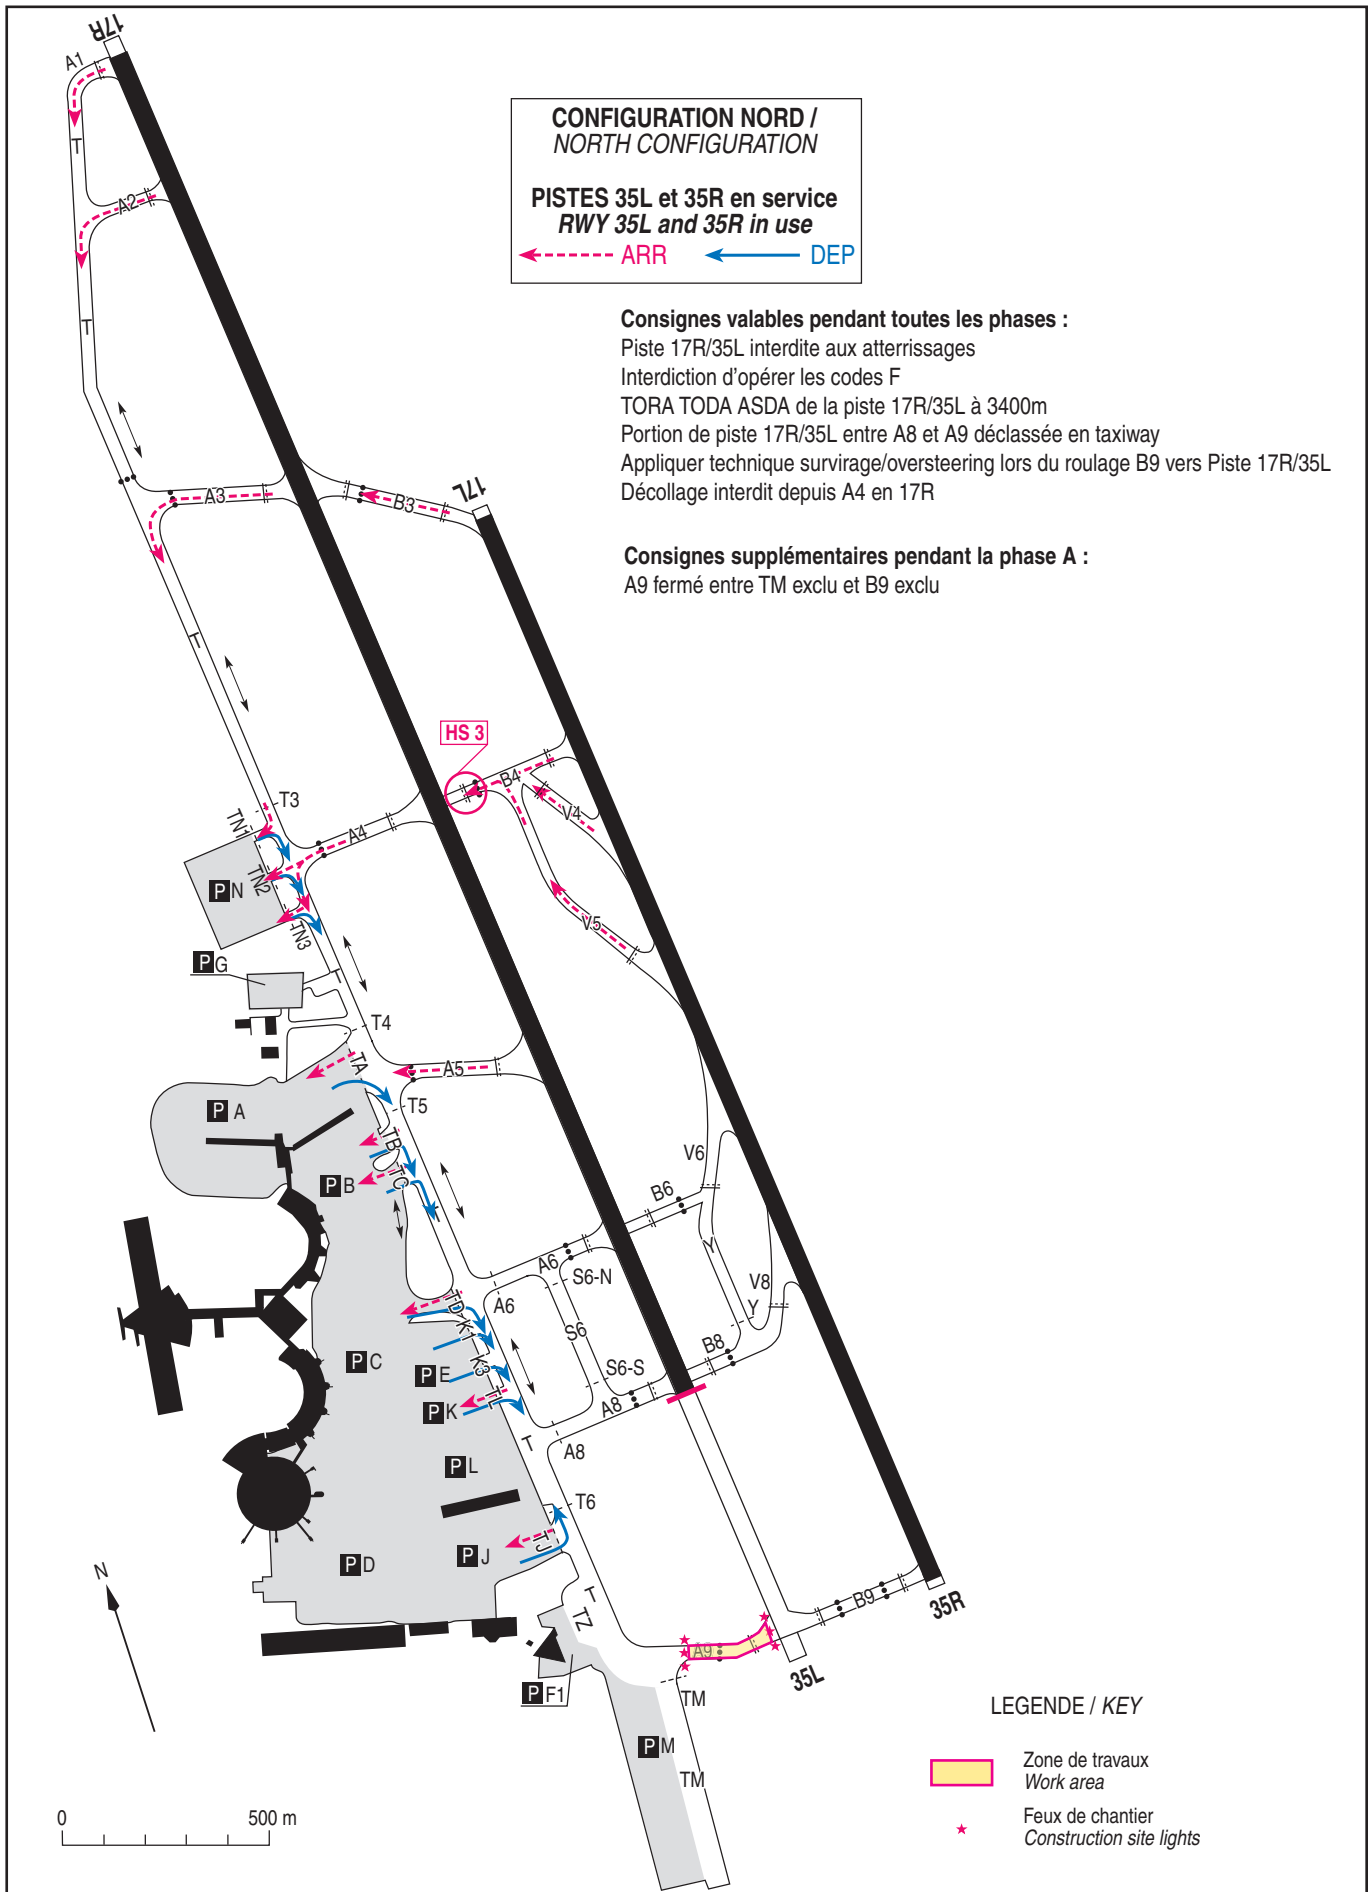 17R
A1
T
A2
T
CONFIGURATION NORD /
NORTH CONFIGURATION
PISTES 35L et 35R en service
RWY 35L and 35R in use
ARR
DEP
Consignes valables pendant toutes les phases :
Piste 17R/35L interdite aux atterrissages
Interdiction d'opérer les codes F
TORA TODA ASDA de la piste 17R/35L à 3400m
Portion de piste 17R/35L entre A8 et A9 déclassée en taxiway
Appliquer technique survirage/oversteering lors du roulage B9 vers Piste 17R/35L
Décollage interdit depuis A4 en 17R
Consignes supplémentaires pendant la phase A :
A9 fermé entre TM exclu et B9 exclu
A3
B3
17L
T
HS 3
B4
V4
T3
TN1
A4
TN2
P N
TN3
V5
P G
T
T4
TA
A5
P A
T5
TB
TC
P B
T
V6
B6
Y
A6
S6-N
V8
Y
TD
A6
K1
S6
B8
P C
K3
P E
S6-S
TL
P K
A8
T
A8
P L
T6
TJ
P J
P D
N
T
TZ
B9
35R
A9
35L
P F1
TM
P M
TM
LEGENDE / KEY
Zone de travaux
Work area
Feux de chantier
Construction site lights
0 500 m